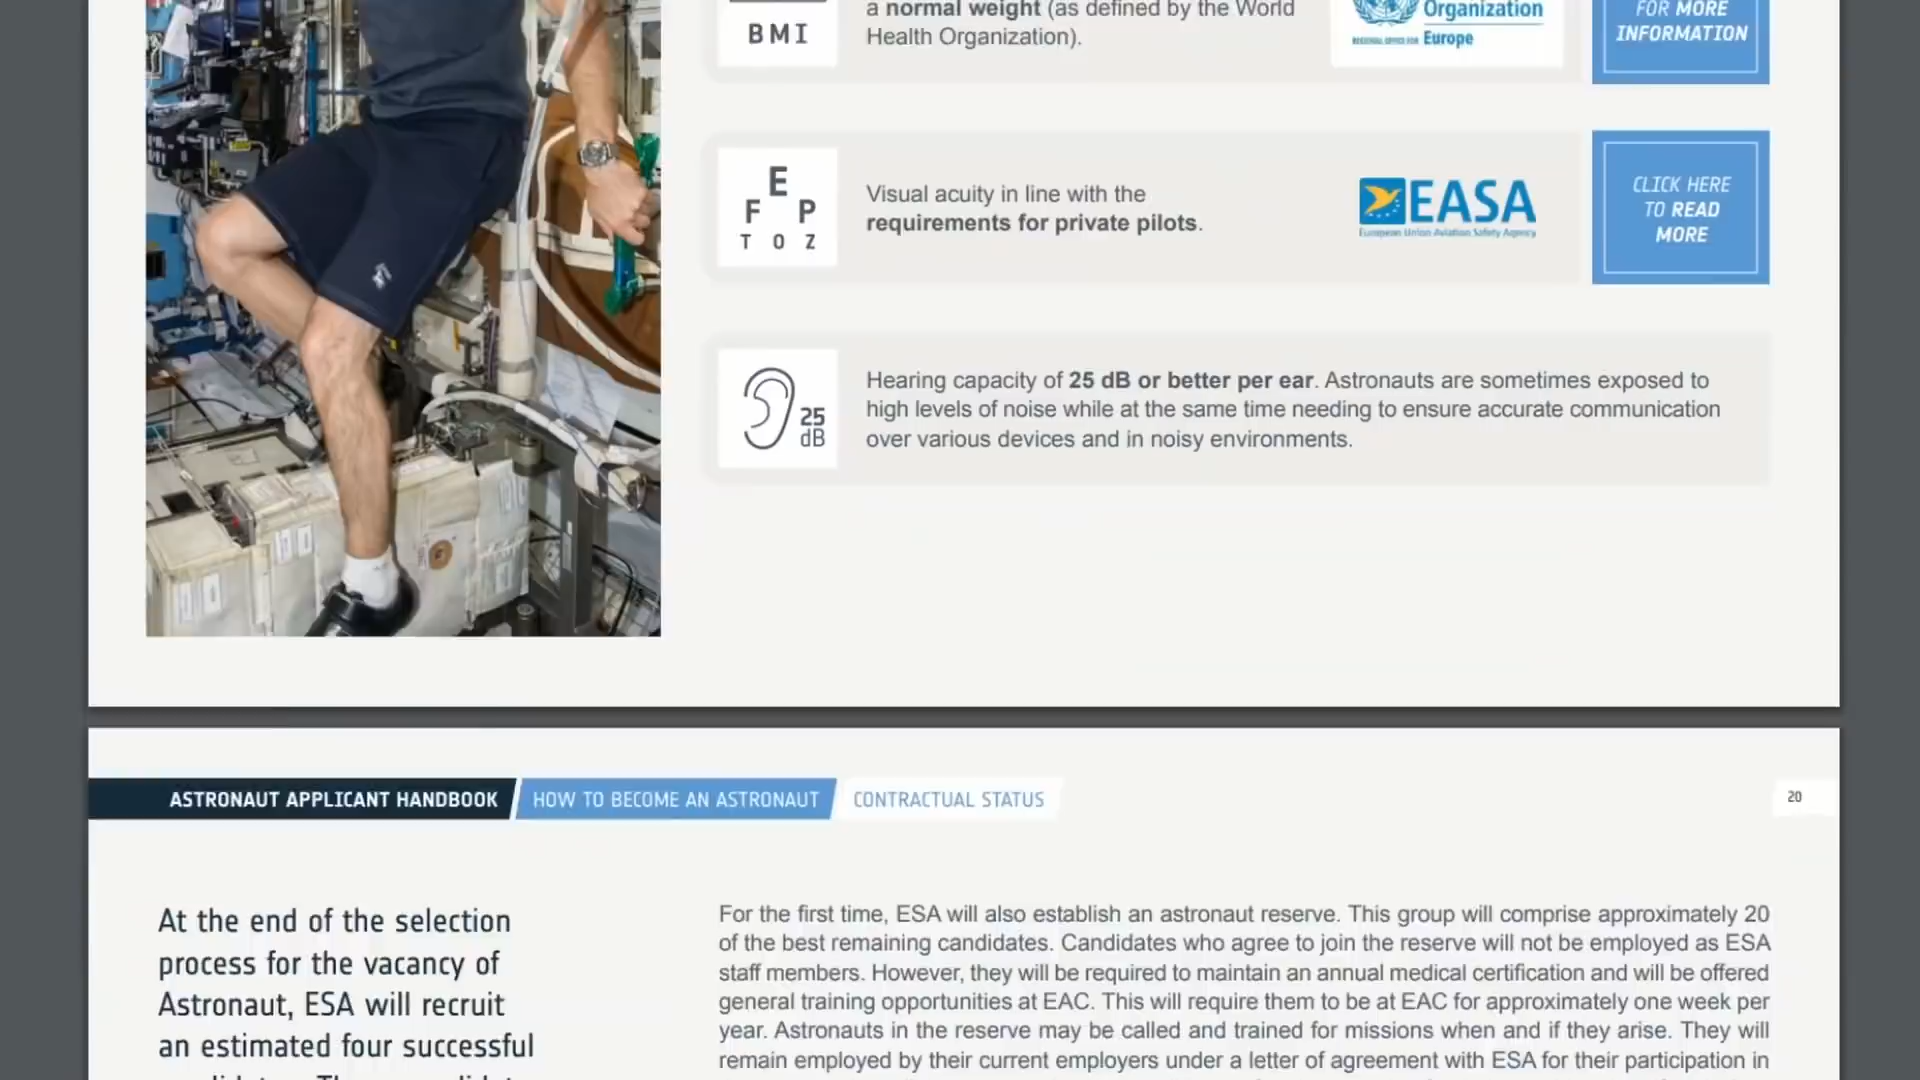 BMI
a normal weight (as defined by the World
Health Organization).
Organization
REGIONAL OFFICE FOR Europe
FOR MORE
INFORMATION
E
F P
T O Z
Visual acuity in line with the
requirements for private pilots.
EASA
European Union Aviation Safety Agency
CLICK HERE
TO READ
MORE
25
dB
Hearing capacity of 25 dB or better per ear. Astronauts are sometimes exposed to
high levels of noise while at the same time needing to ensure accurate communication
over various devices and in noisy environments.
ASTRONAUT APPLICANT HANDBOOK
HOW TO BECOME AN ASTRONAUT
CONTRACTUAL STATUS
20
At the end of the selection
process for the vacancy of
Astronaut, ESA will recruit
an estimated four successful
For the first time, ESA will also establish an astronaut reserve. This group will comprise approximately 20
of the best remaining candidates. Candidates who agree to join the reserve will not be employed as ESA
staff members. However, they will be required to maintain an annual medical certification and will be offered
general training opportunities at EAC. This will require them to be at EAC for approximately one week per
year. Astronauts in the reserve may be called and trained for missions when and if they arise. They will
remain employed by their current employers under a letter of agreement with ESA for their participation in